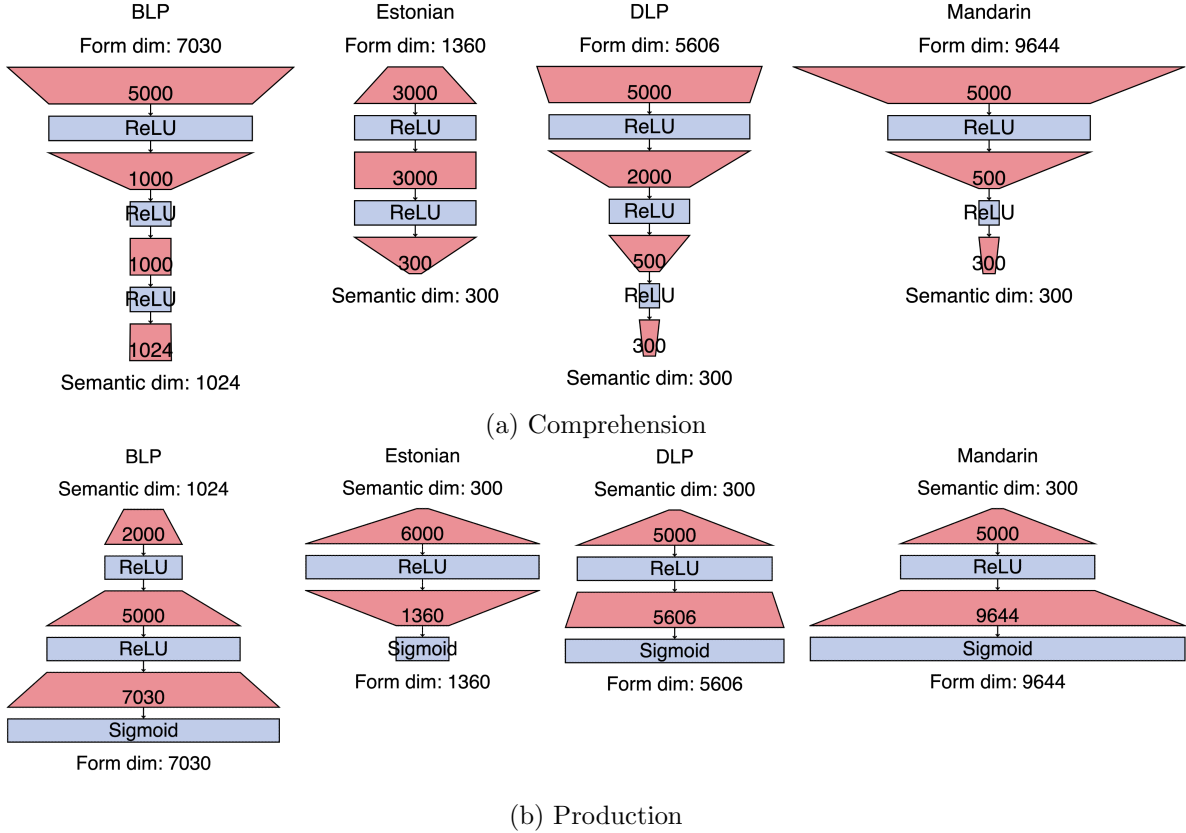 BLP
Form dim: 7030
5000
ReLU
1000
ReLU
1000
ReLU
1024
Semantic dim: 1024
Estonian
Form dim: 1360
3000
ReLU
3000
ReLU
300
Semantic dim: 300
DLP
Form dim: 5606
5000
ReLU
2000
ReLU
500
ReLU
300
Semantic dim: 300
Mandarin
Form dim: 9644
5000
ReLU
500
ReLU
300
Semantic dim: 300
(a) Comprehension
BLP
Semantic dim: 1024
2000
ReLU
5000
ReLU
7030
Sigmoid
Form dim: 7030
Estonian
Semantic dim: 300
6000
ReLU
1360
Sigmoid
Form dim: 1360
DLP
Semantic dim: 300
5000
ReLU
5606
Sigmoid
Form dim: 5606
Mandarin
Semantic dim: 300
5000
ReLU
9644
Sigmoid
Form dim: 9644
(b) Production